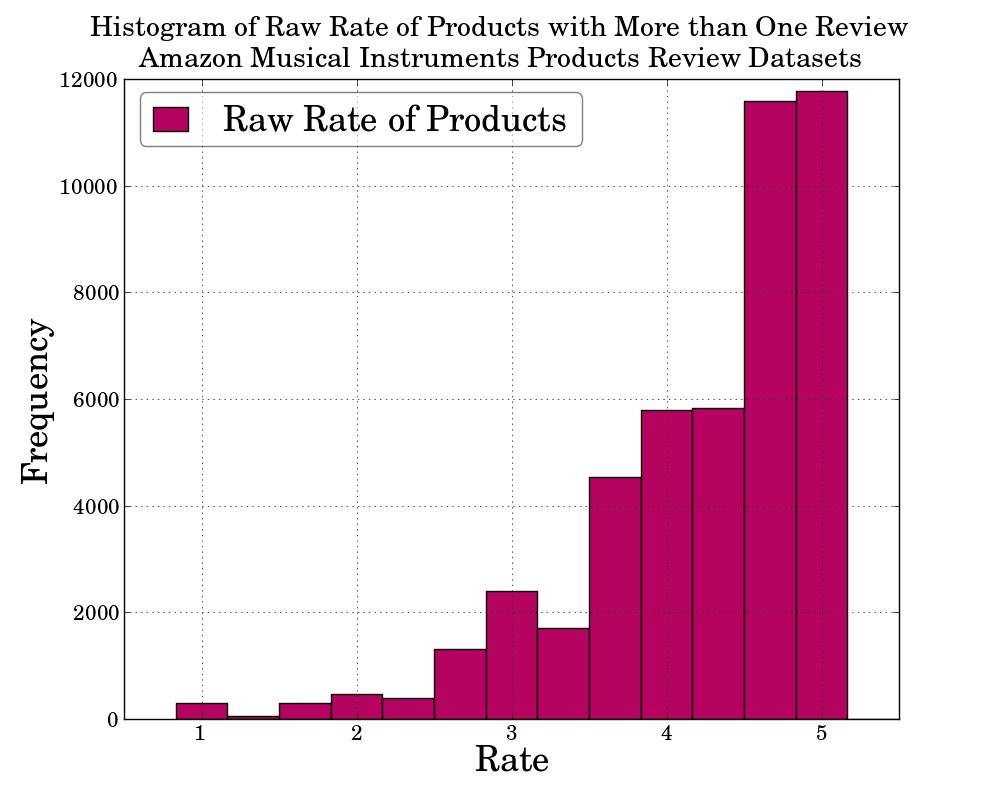 Histogram of Raw Rate of Products with More than One Review
Amazon Musical Instruments Products Review Datasets
Raw Rate of Products
12000
10000
8000
6000
4000
2000
0
Frequency
1 2 3 4 5
Rate